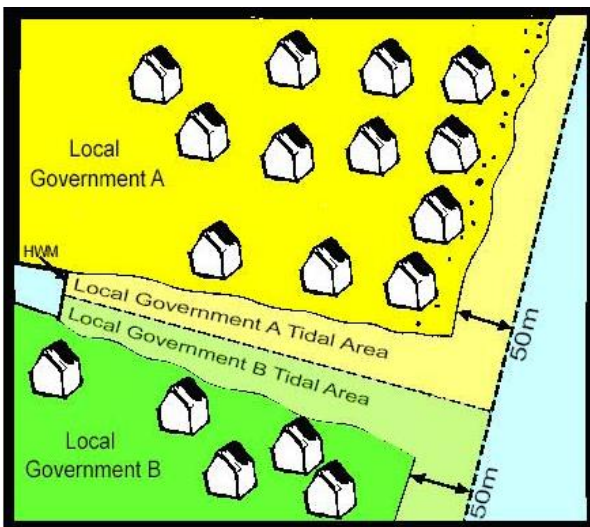 Local
Government A
HWM
Local Government A Tidal Area
Local Government B Tidal Area
50m
Local
Government B
50m